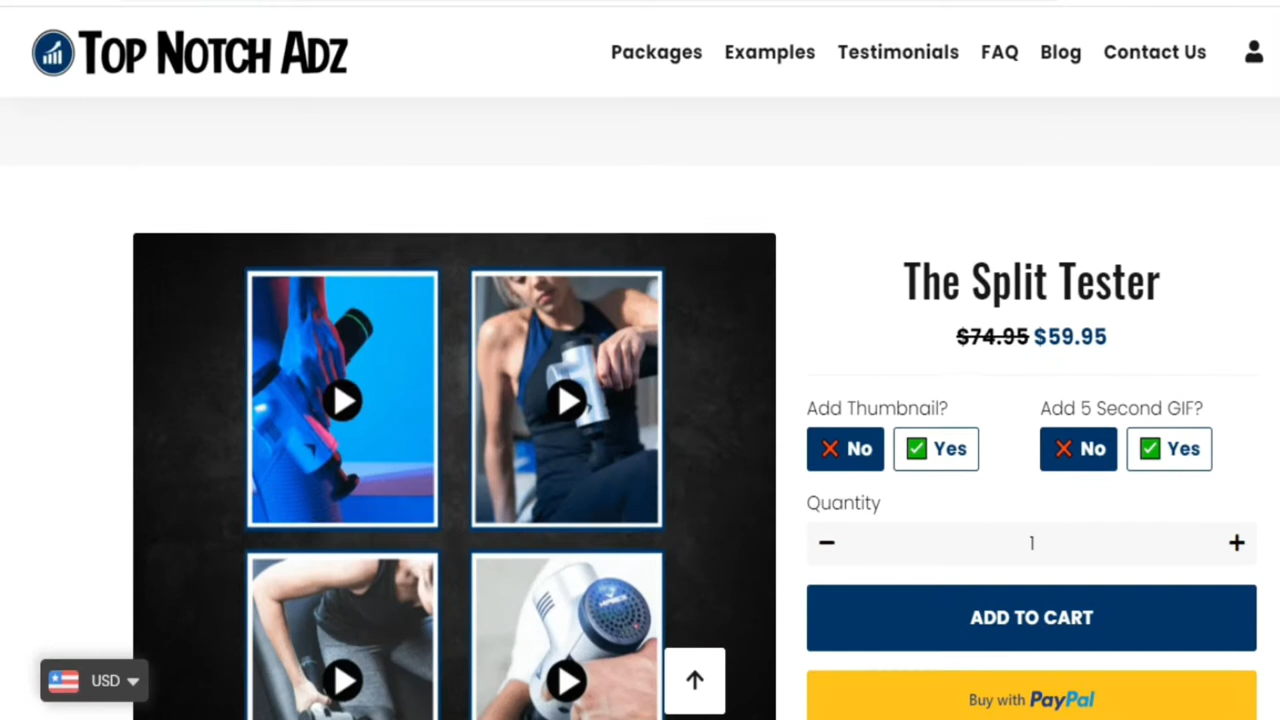 Top Notch Adz
Packages Examples Testimonials FAQ Blog Contact Us
The Split Tester
$74.95 $59.95
Add Thumbnail? Add 5 Second GIF?
No Yes No Yes
Quantity
- 1 +
ADD TO CART
USD
Buy with PayPal